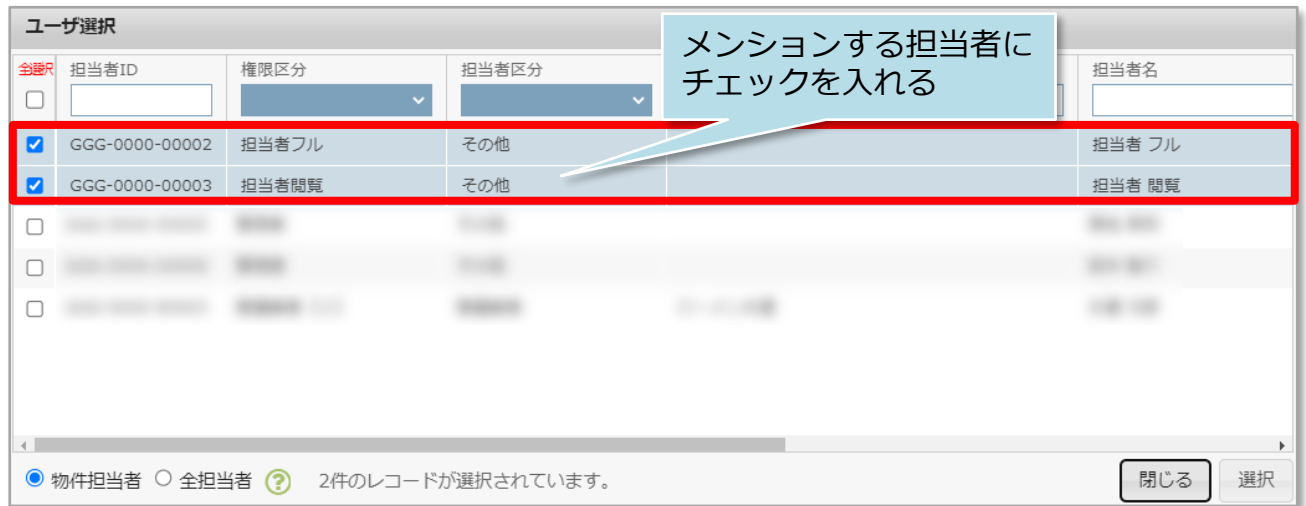 ユーザ選択
メンションする担当者に
チェックを入れる
全選択 担当者ID 権限区分 担当者区分 担当者名
GGG-0000-00002 担当者フル その他 担当者 フル
GGG-0000-00003 担当者閲覧 その他 担当者 閲覧
物件担当者 全担当者 ? 2件のレコードが選択されています。 閉じる 選択